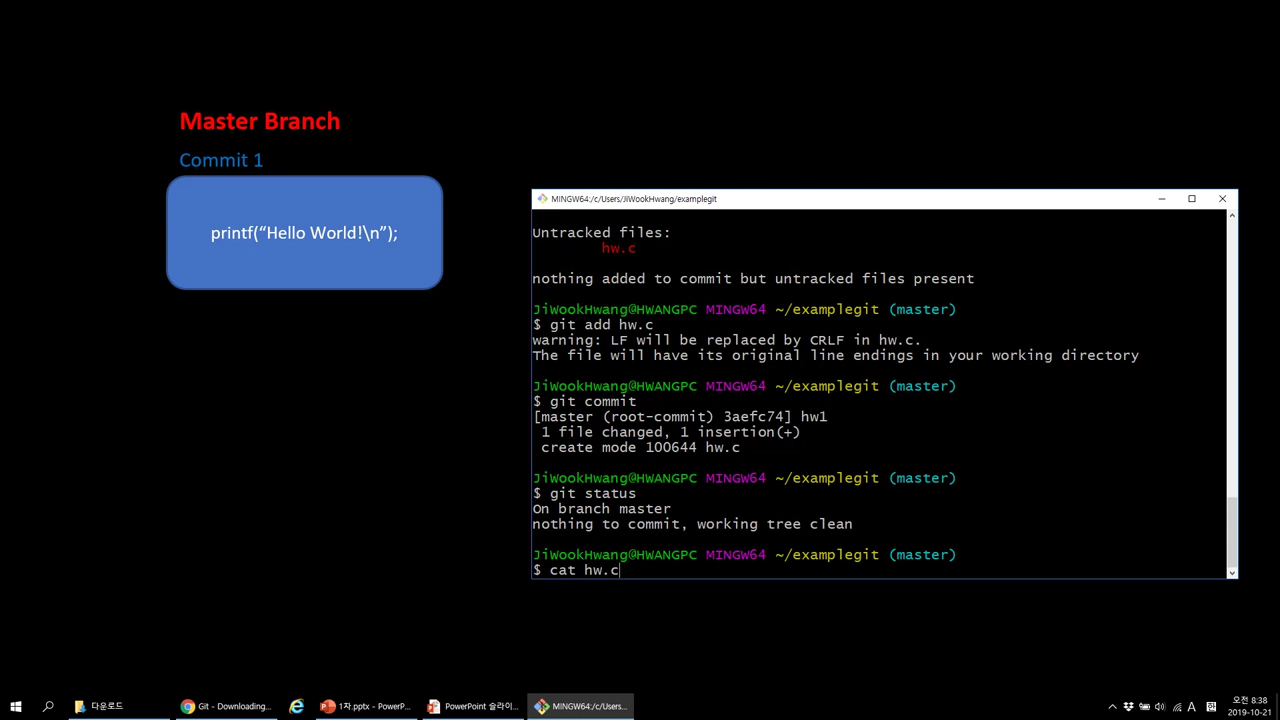 Master Branch
Commit 1
printf(“Hello World!\n”);
MINGW64:/c/Users/JiWookHwang/examplegit
Untracked files:
hw.c
nothing added to commit but untracked files present
JiWookHwang@HWANGPC MINGW64 ~/examplegit (master)
$ git add hw.c
warning: LF will be replaced by CRLF in hw.c.
The file will have its original line endings in your working directory
JiWookHwang@HWANGPC MINGW64 ~/examplegit (master)
$ git commit
[master (root-commit) 3aefc74] hw1
1 file changed, 1 insertion(+)
create mode 100644 hw.c
JiWookHwang@HWANGPC MINGW64 ~/examplegit (master)
$ git status
On branch master
nothing to commit, working tree clean
JiWookHwang@HWANGPC MINGW64 ~/examplegit (master)
$ cat hw.c
다운로드
Git - Downloading...
1차.pptx - PowerP...
PowerPoint 슬라이...
MINGW64:/c/Users...
A
오전 8:38
2019-10-21